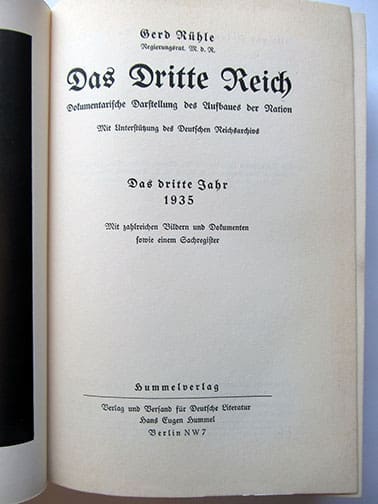 Gerd Rühle
Regierungsrat. M. d. R.
Das Dritte Reich
Dokumentarische Darstellung des Aufbaues der Nation
Mit Unterstützung des Deutschen Reichsarchivs
Das dritte Jahr
1935
Mit zahlreichen Bildern und Dokumenten
sowie einem Sachregister
Hummelverlag
Verlag und Versand für Deutsche Literatur
Hans Eugen Hummel
Berlin NW7